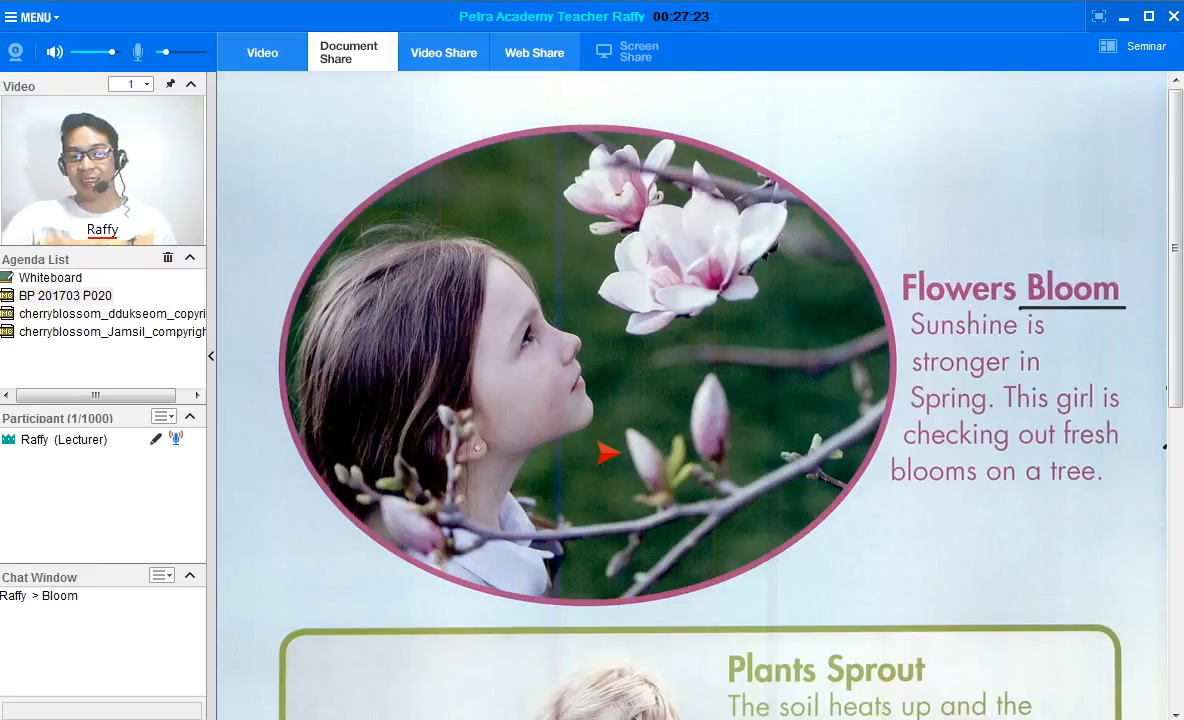 MENU
Petra Academy Teacher Raffy 00:27:23
Video
Document
Share
Video Share
Web Share
Screen
Share
Seminar
Video
1
Raffy
Agenda List
Whiteboard
BP 201703 P020
cherryblossom_ddukseom_copyri
cherryblossom_Jamsil_compyrigh
Participant (1/1000)
Raffy (Lecturer)
Chat Window
Raffy > Bloom
Flowers Bloom
Sunshine is
stronger in
Spring. This girl is
checking out fresh
blooms on a tree.
Plants Sprout
The soil heats up and the